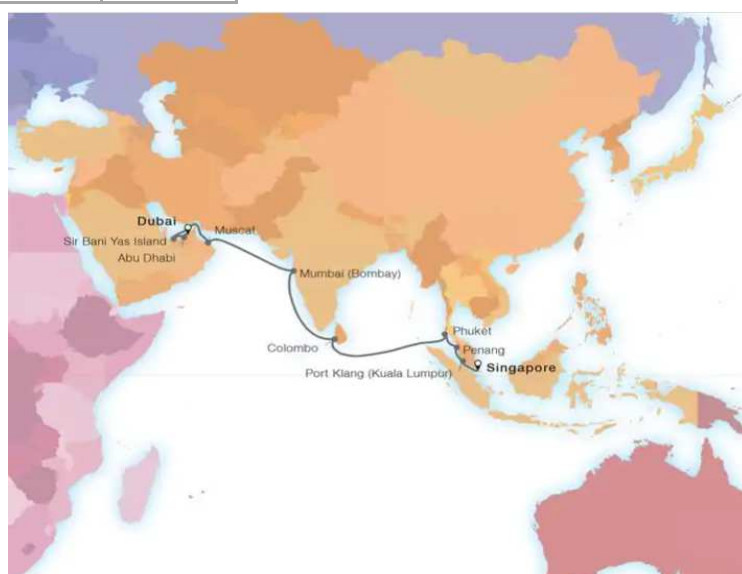 Dubai
Sir Bani Yas Island
Abu Dhabi
Muscat
Mumbai (Bombay)
Colombo
Phuket
Penang
Port Klang (Kuala Lumpur)
Singapore